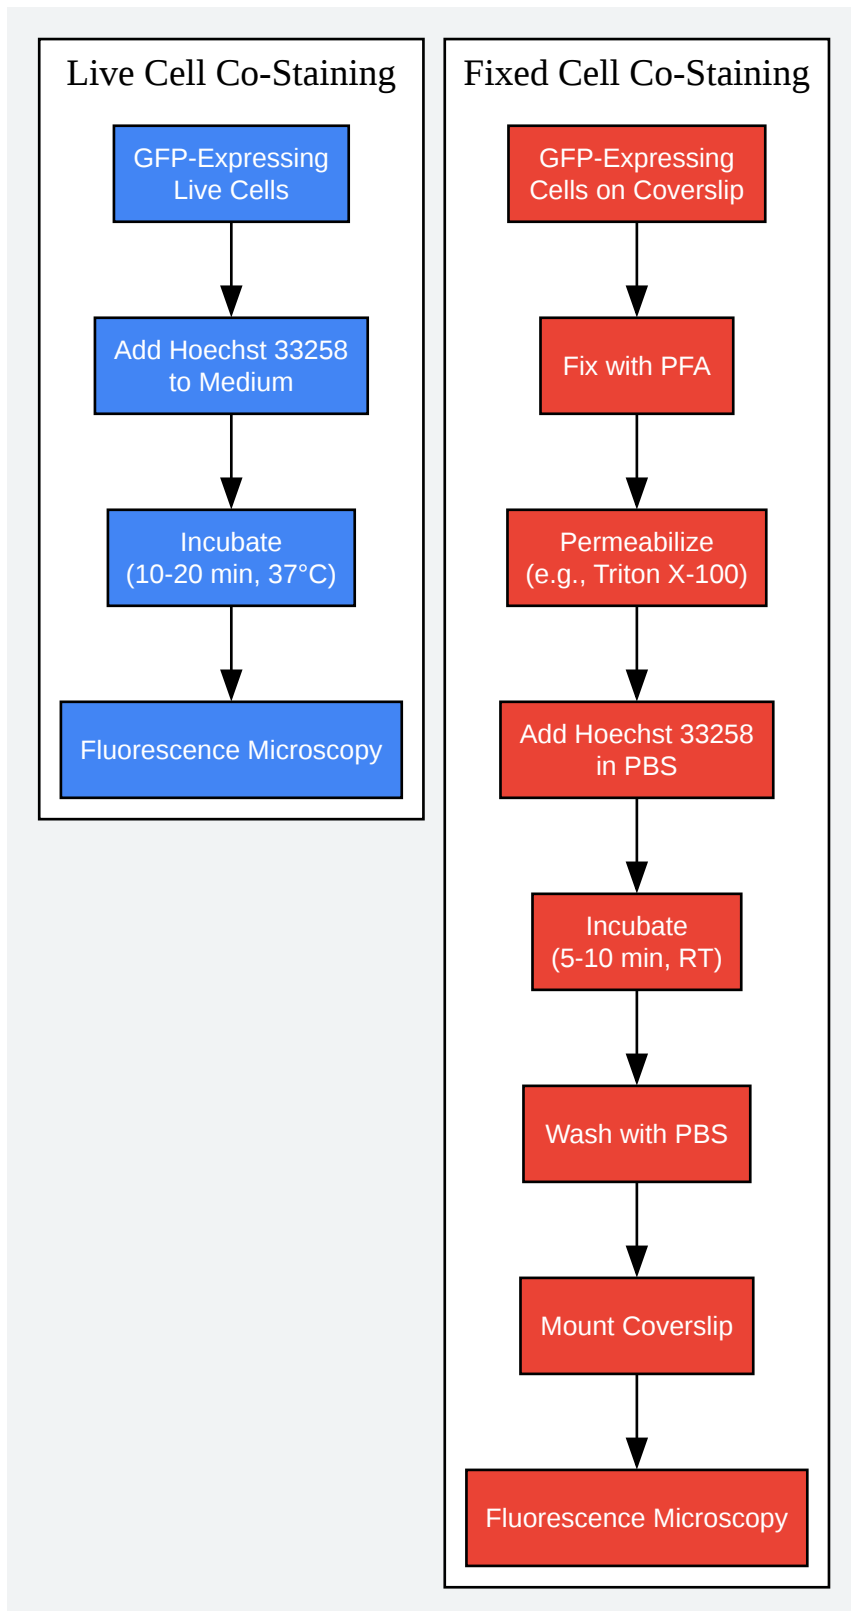 Live Cell Co-Staining
GFP-Expressing
Live Cells
Add Hoechst 33258
to Medium
Incubate
(10-20 min, 37°C)
Fluorescence Microscopy
Fixed Cell Co-Staining
GFP-Expressing
Cells on Coverslip
Fix with PFA
Permeabilize
(e.g., Triton X-100)
Add Hoechst 33258
in PBS
Incubate
(5-10 min, RT)
Wash with PBS
Mount Coverslip
Fluorescence Microscopy